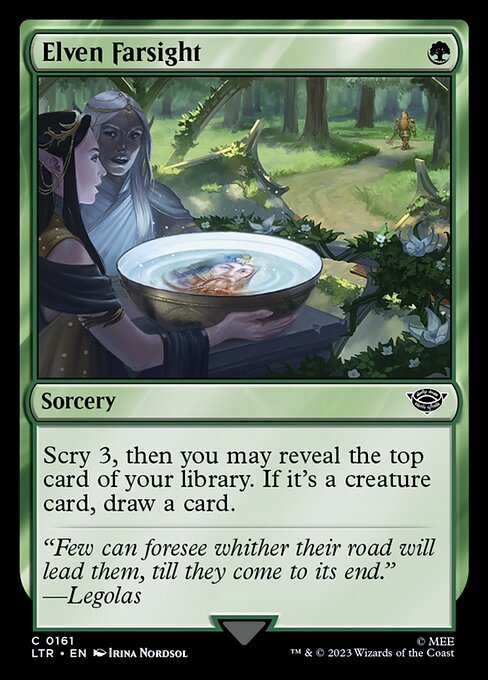 Elven Farsight
Sorcery
Scry 3, then you may reveal the top
card of your library. If it's a creature
card, draw a card.
“Few can foresee whither their road will
lead them, till they come to its end.”
—Legolas
C 0161
LTR • EN Irina Nordsol
© MEE
™ & © 2023 Wizards of the Coast